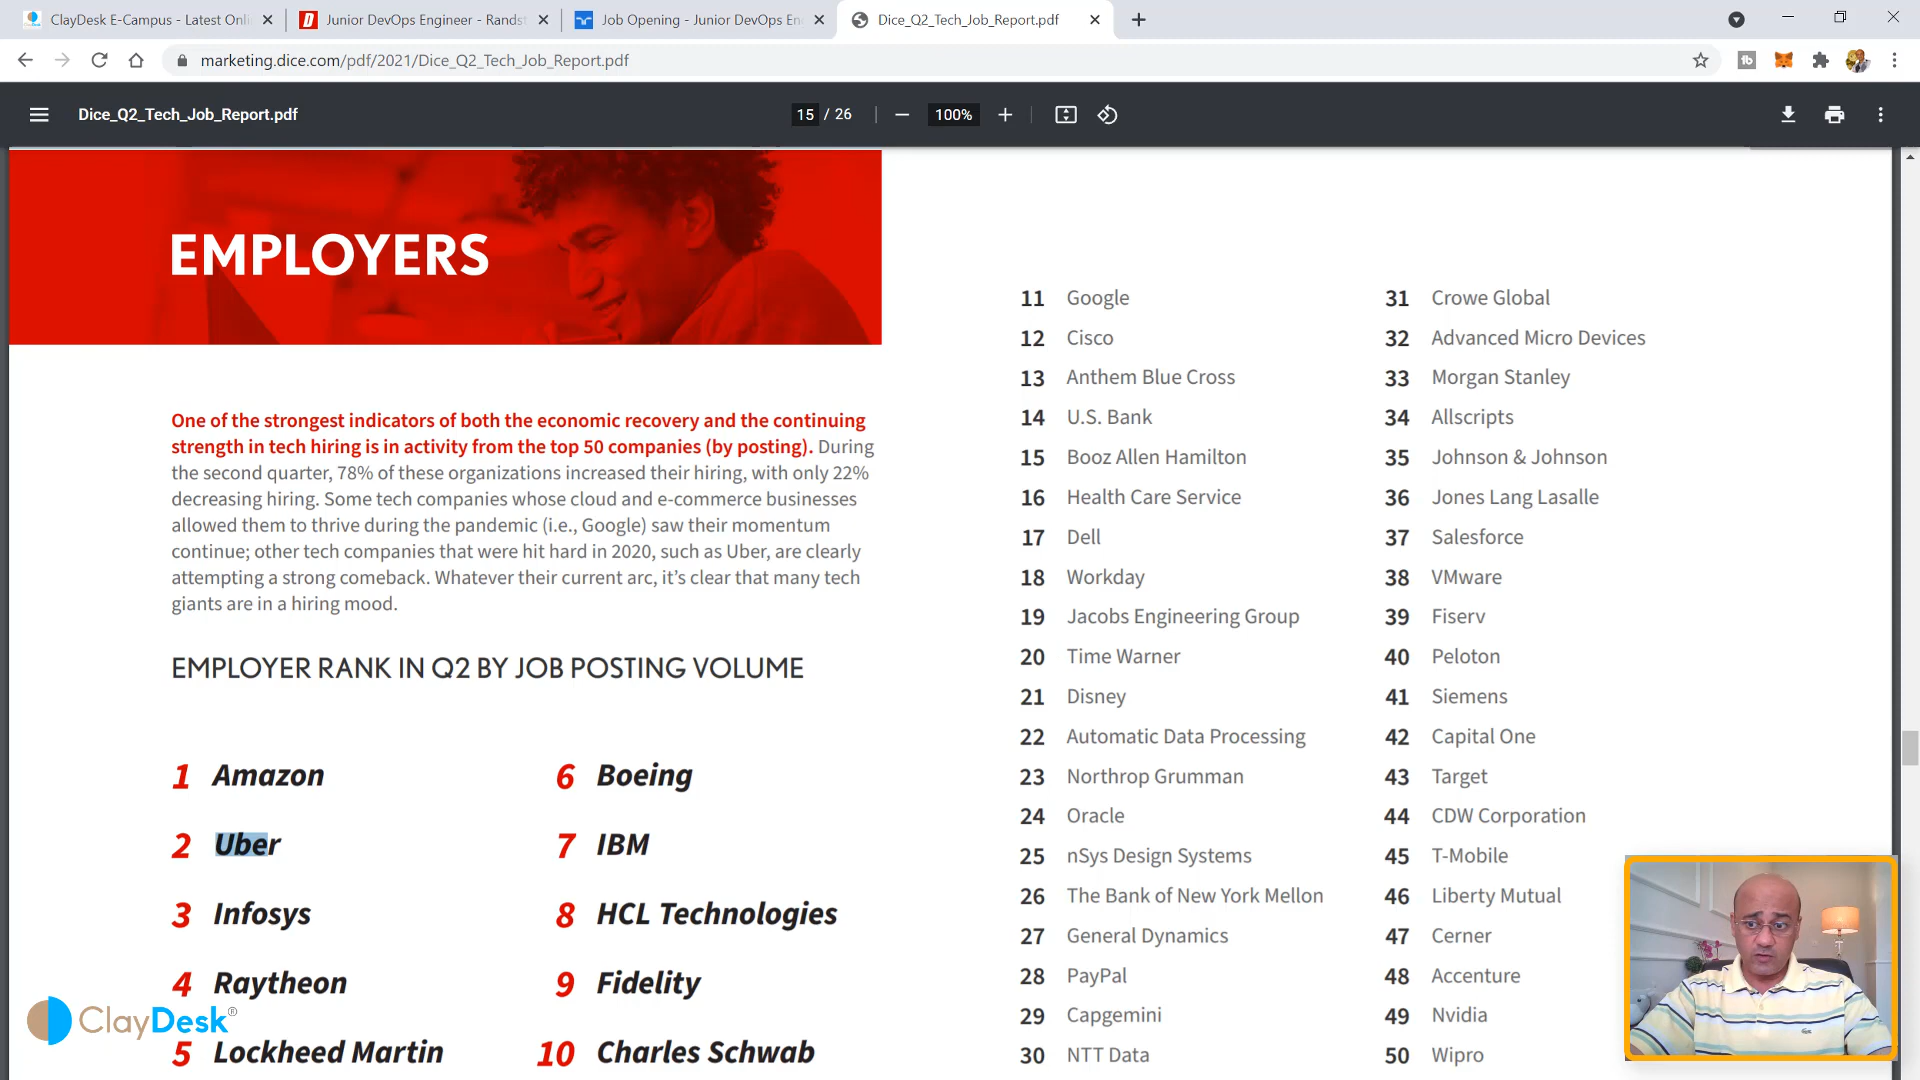 ClayDesk E-Campus - Latest Onli
Junior DevOps Engineer - Randst
Job Opening - Junior DevOps En
Dice_Q2_Tech_Job_Report.pdf
marketing.dice.com/pdf/2021/Dice_Q2_Tech_Job_Report.pdf
Dice_Q2_Tech_Job_Report.pdf
15 / 26
100%
EMPLOYERS
One of the strongest indicators of both the economic recovery and the continuing
strength in tech hiring is in activity from the top 50 companies (by posting). During
the second quarter, 78% of these organizations increased their hiring, with only 22%
decreasing hiring. Some tech companies whose cloud and e-commerce businesses
allowed them to thrive during the pandemic (i.e., Google) saw their momentum
continue; other tech companies that were hit hard in 2020, such as Uber, are clearly
attempting a strong comeback. Whatever their current arc, it's clear that many tech
giants are in a hiring mood.
EMPLOYER RANK IN Q2 BY JOB POSTING VOLUME
1 Amazon
2 Uber
3 Infosys
4 Raytheon
5 Lockheed Martin
6 Boeing
7 IBM
8 HCL Technologies
9 Fidelity
10 Charles Schwab
11 Google
12 Cisco
13 Anthem Blue Cross
14 U.S. Bank
15 Booz Allen Hamilton
16 Health Care Service
17 Dell
18 Workday
19 Jacobs Engineering Group
20 Time Warner
21 Disney
22 Automatic Data Processing
23 Northrop Grumman
24 Oracle
25 nSys Design Systems
26 The Bank of New York Mellon
27 General Dynamics
28 PayPal
29 Capgemini
30 NTT Data
31 Crowe Global
32 Advanced Micro Devices
33 Morgan Stanley
34 Allscripts
35 Johnson & Johnson
36 Jones Lang Lasalle
37 Salesforce
38 VMware
39 Fiserv
40 Peloton
41 Siemens
42 Capital One
43 Target
44 CDW Corporation
45 T-Mobile
46 Liberty Mutual
47 Cerner
48 Accenture
49 Nvidia
50 Wipro
ClayDesk®